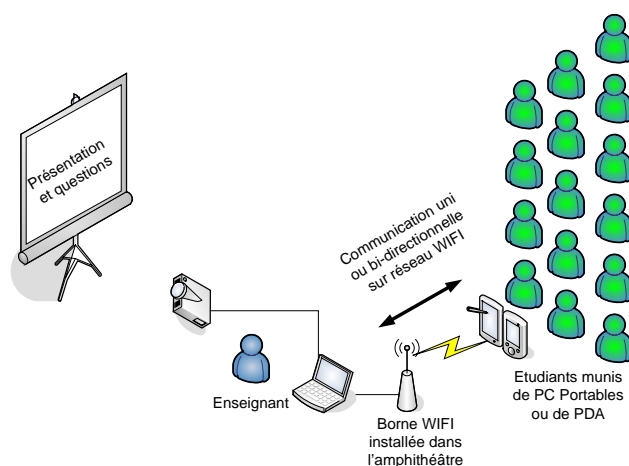 Présentation
et questions
Communication uni
ou bi-directionnelle
sur réseau WIFI
Enseignant
Borne WIFI
installée dans
l'amphithéâtre
Etudiants munis
de PC Portables
ou de PDA